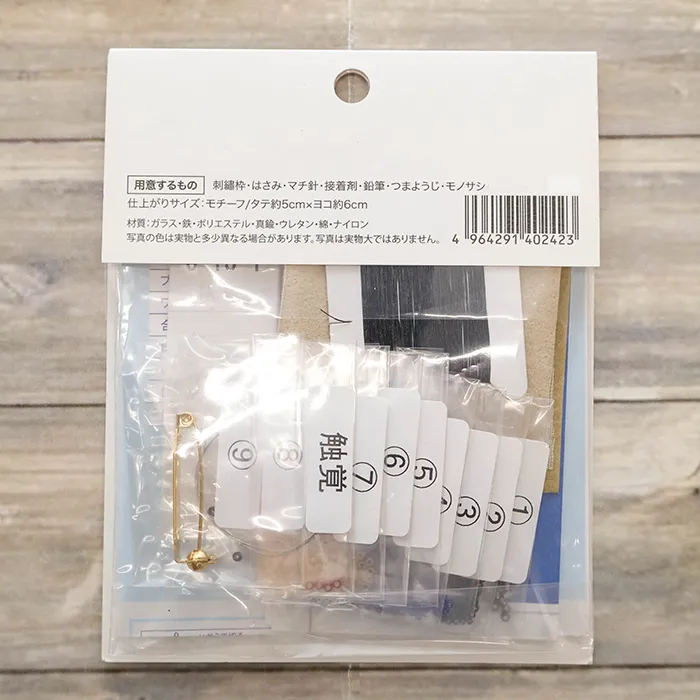 用意するもの 刺繡枠・はさみ・マチ針・接着剤・鉛筆・つまようじ・モノサシ
仕上がりサイズ：モチーフ/タテ約5cm×ヨコ約6cm
材質：ガラス・鉄・ポリエステル・真鍮・ウレタン・綿・ナイロン
写真の色は実物と多少異なる場合があります。写真は実物大ではありません。
4 964291 402423
⑨
⑧
触覚
⑦
⑥
⑤
③
②
①